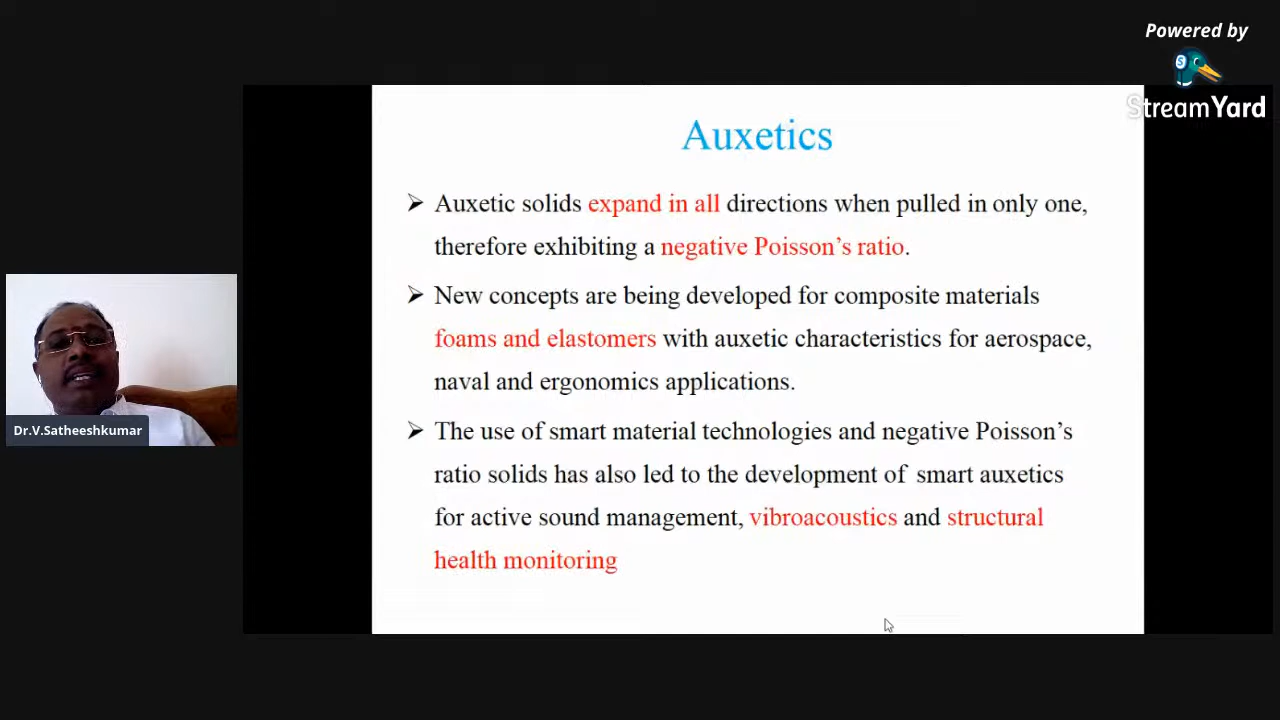 Powered by
StreamYard
Auxetics
➢ Auxetic solids expand in all directions when pulled in only one,
therefore exhibiting a negative Poisson’s ratio.
➢ New concepts are being developed for composite materials
foams and elastomers with auxetic characteristics for aerospace,
naval and ergonomics applications.
➢ The use of smart material technologies and negative Poisson’s
ratio solids has also led to the development of smart auxetics
for active sound management, vibroacoustics and structural
health monitoring
Dr.V.Satheeshkumar